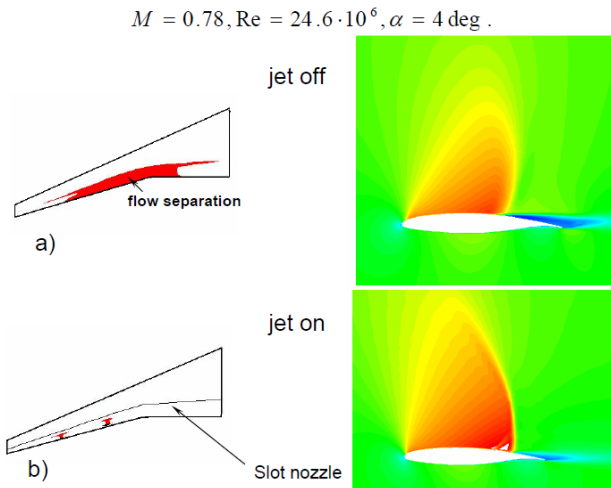 M = 0.78, Re = 24.6·10⁶, α = 4 deg .
jet off
flow separation
a)
jet on
b)
Slot nozzle